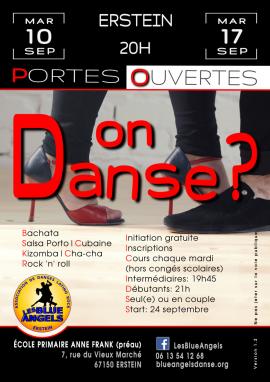 MAR
10
SEP
ERSTEIN
20H
MAR
17
SEP
PORTES OUVERTES
on
Danse?
Bachata
Salsa Porto | Cubaine
Kizomba | Cha-cha
Rock 'n' roll
Initiation gratuite
Inscriptions
Cours chaque mardi
(hors congés scolaires)
Intermédiaires: 19h45
Débutants: 21h
Seul(e) ou en couple
Start: 24 septembre
LES BLUE
ANGELS
ERSTEIN
ÉCOLE PRIMAIRE ANNE FRANK (préau)
7, rue du Vieux Marché
67150 ERSTEIN
LesBlueAngels
06 13 54 12 68
blueangelsdanse.org
Ne pas jeter sur la voie publique
Version 1.2